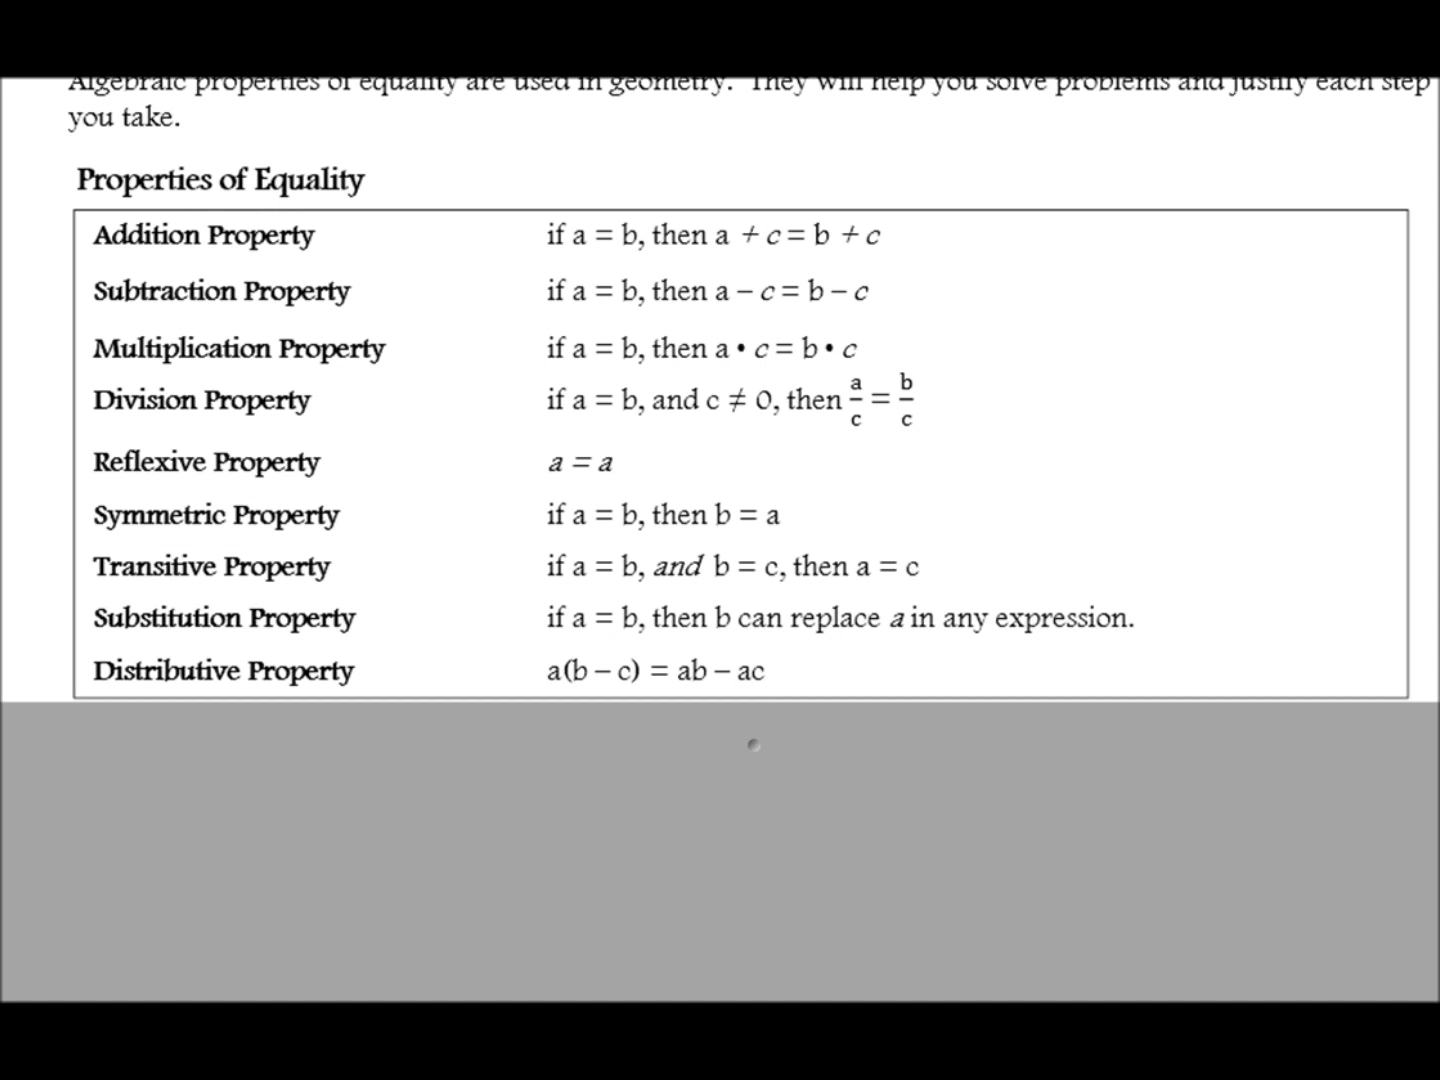 Algebraic properties of equality are used in geometry. They will help you solve problems and justify each step
you take.
Properties of Equality
Addition Property if a = b, then a + c = b + c
Subtraction Property if a = b, then a – c = b – c
Multiplication Property if a = b, then a • c = b • c
Division Property if a = b, and c ≠ 0, then a/c = b/c
Reflexive Property a = a
Symmetric Property if a = b, then b = a
Transitive Property if a = b, and b = c, then a = c
Substitution Property if a = b, then b can replace a in any expression.
Distributive Property a(b – c) = ab – ac